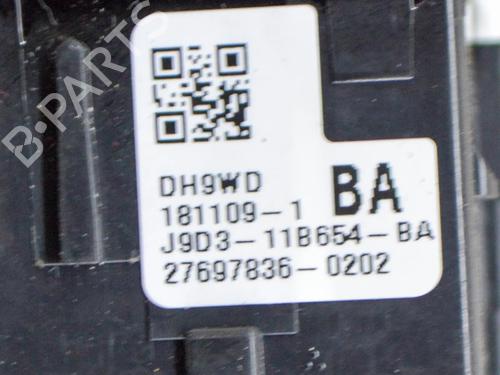 B-PARTS
DH9WD
BA
181109-1
J9D3-11B654-BA
27697836-0202